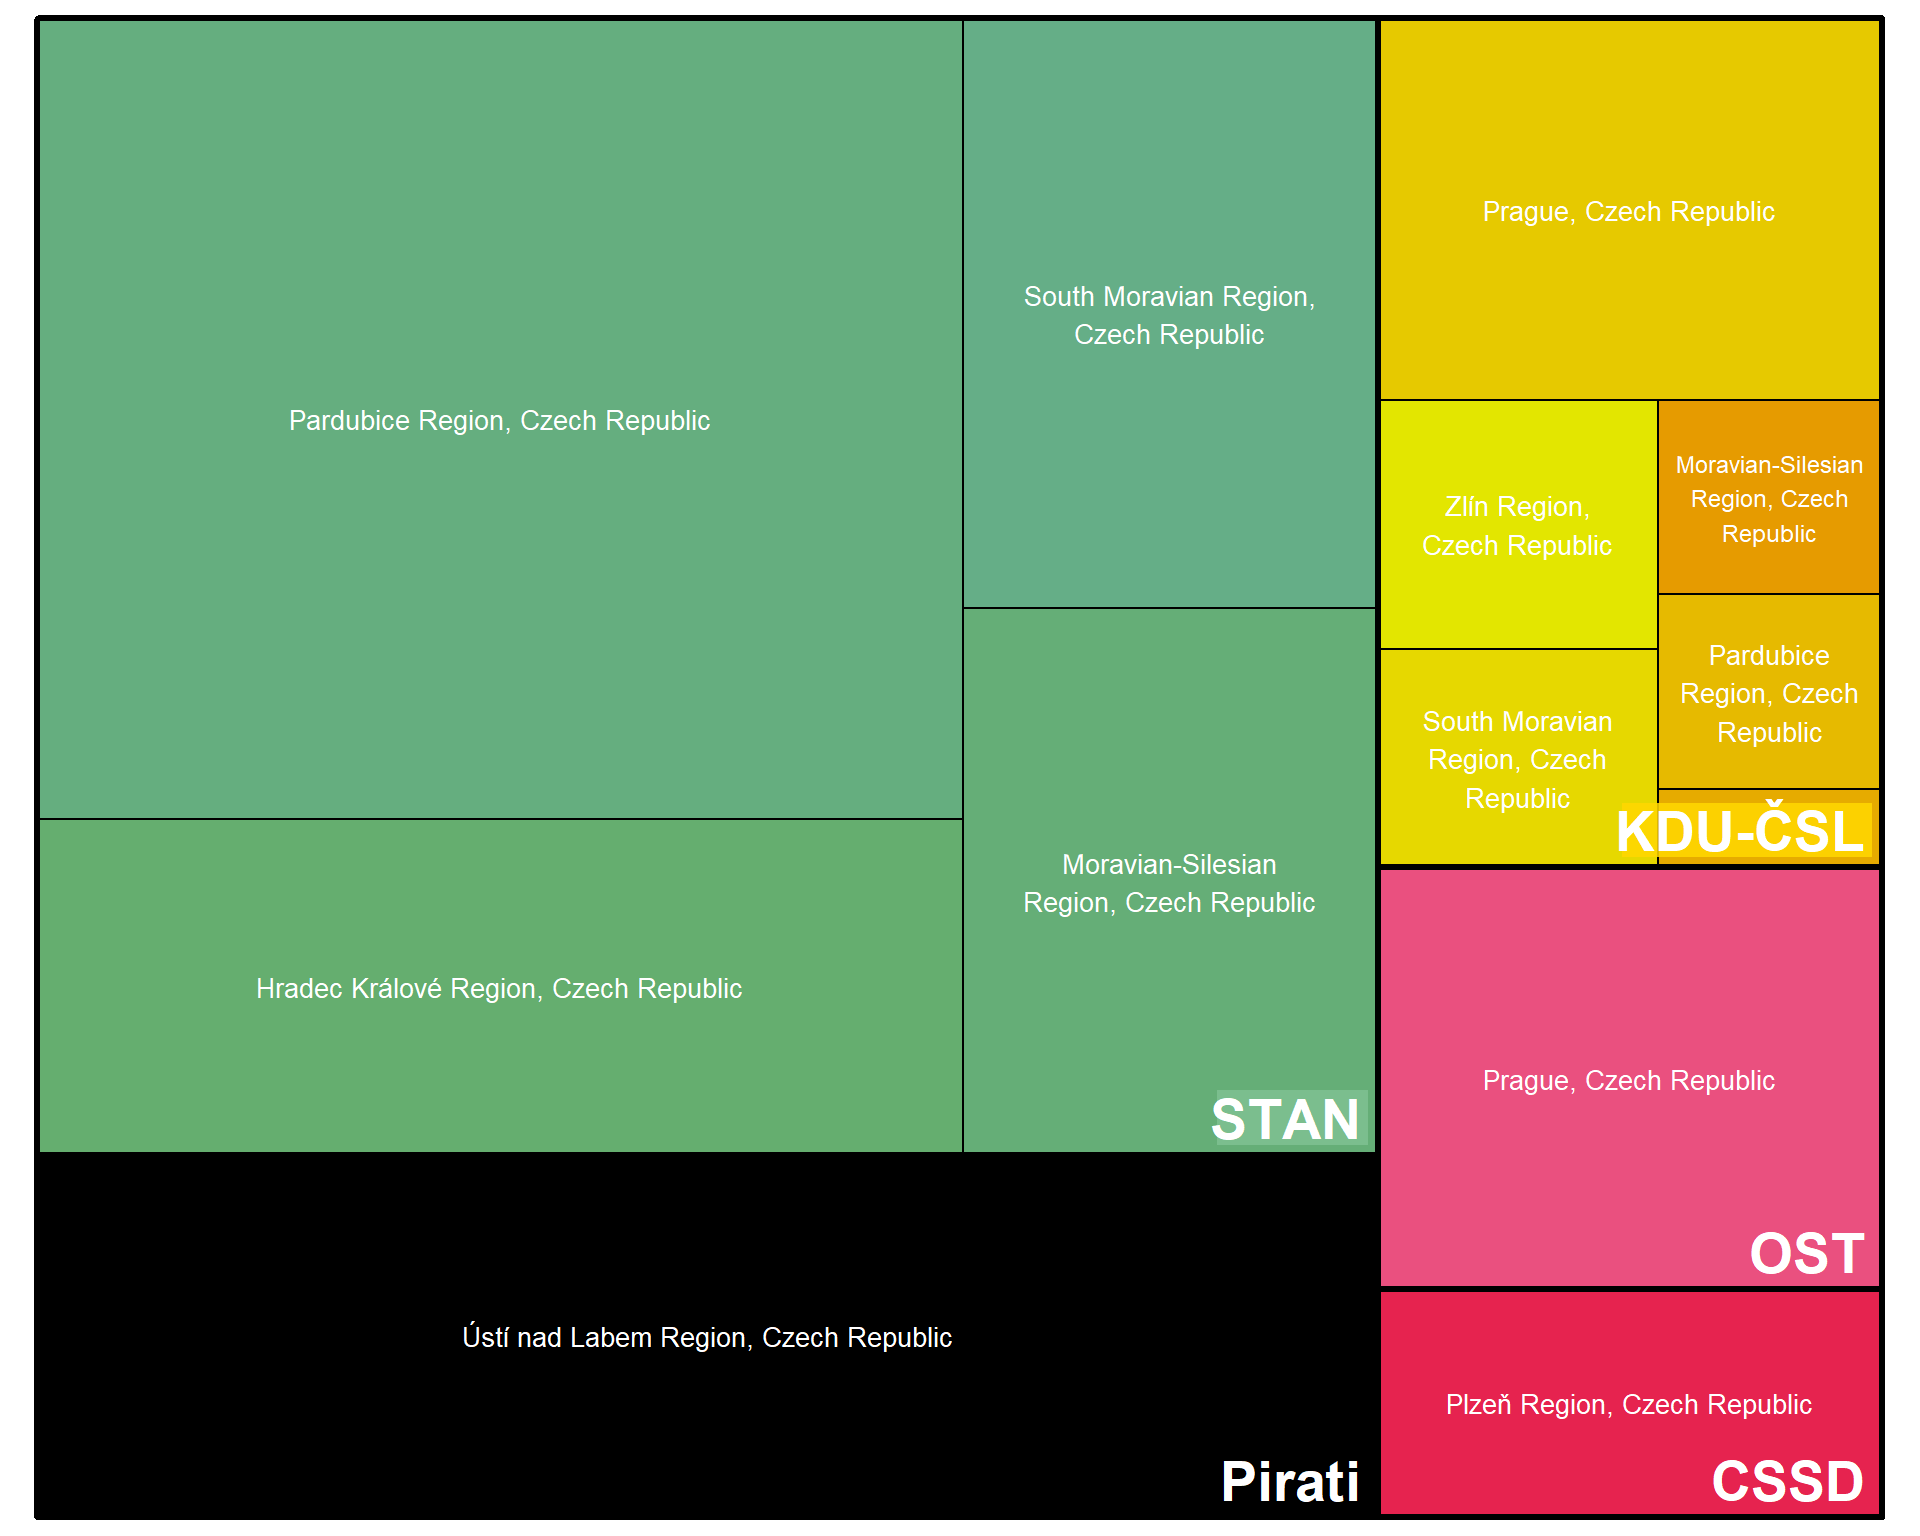 Pardubice Region, Czech Republic
Hradec Králové Region, Czech Republic
South Moravian Region,
Czech Republic
Moravian-Silesian
Region, Czech Republic
STAN
Ústí nad Labem Region, Czech Republic
Pirati
Prague, Czech Republic
Zlín Region,
Czech Republic
South Moravian
Region, Czech
Republic
Moravian-Silesian
Region, Czech
Republic
Pardubice
Region, Czech
Republic
KDU-ČSL
Prague, Czech Republic
OST
Plzeň Region, Czech Republic
CSSD